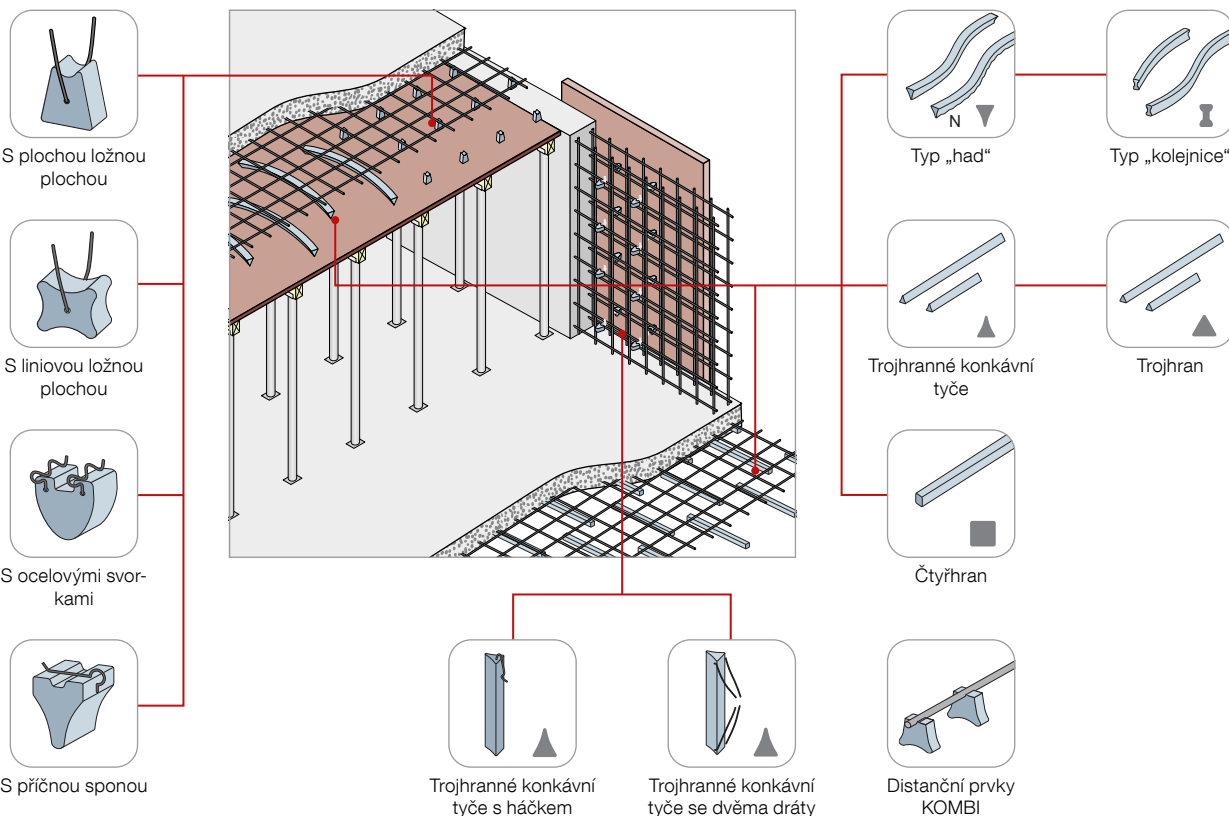 S plochou ložnou
plochou
S liniovou ložnou
plochou
S ocelovými svor-
kami
S příčnou sponou
N
Typ „had“
Typ „kolejnice“
Trojhranné konkávní
tyče
Trojhran
Čtyřhran
Trojhranné konkávní
tyče s háčkem
Trojhranné konkávní
tyče se dvěma dráty
Distanční prvky
KOMBI